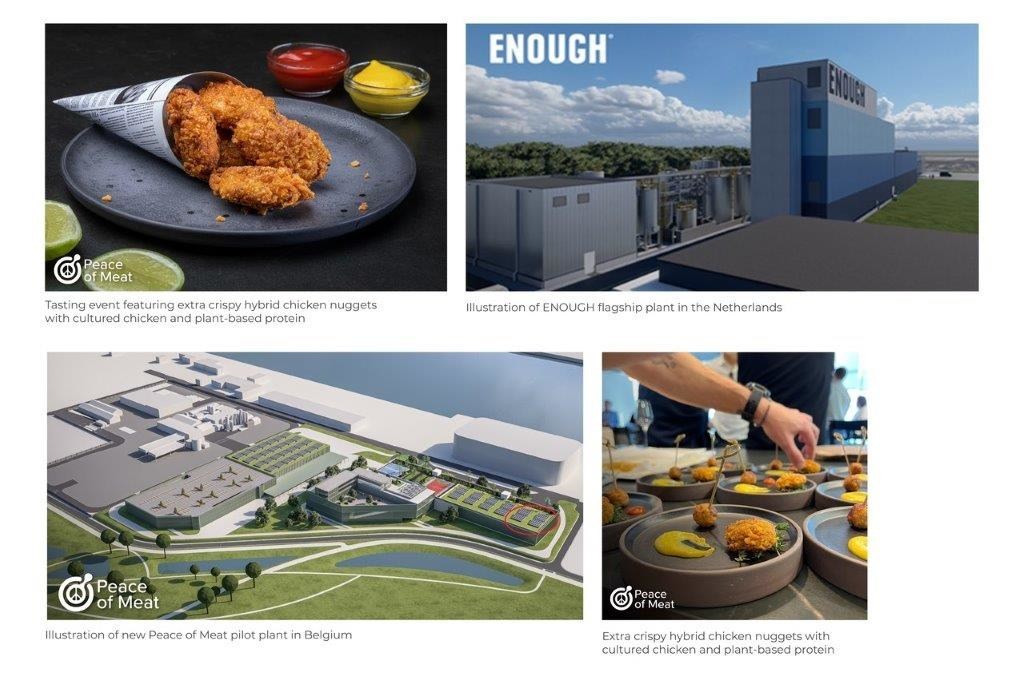 Peace
of Meat
Tasting event featuring extra crispy hybrid chicken nuggets
with cultured chicken and plant-based protein
ENOUGH
ENOUGH
Illustration of ENOUGH flagship plant in the Netherlands
Peace
of Meat
Illustration of new Peace of Meat pilot plant in Belgium
Peace
of Meat
Extra crispy hybrid chicken nuggets with
cultured chicken and plant-based protein